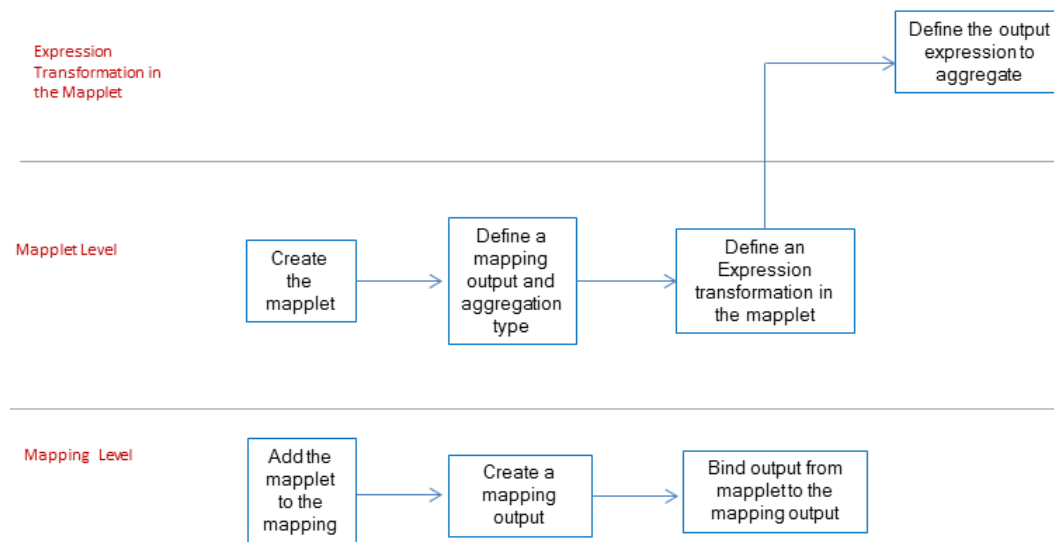 Define the output
expression to
aggregate
Expression
Transformation in
the Mapplet
Mapplet Level
Create
the
mapplet
Define a
mapping
output and
aggregation
type
Define an
Expression
transformation in
the mapplet
Mapping Level
Add the
mapplet
to the
mapping
Create a
mapping
output
Bind output from
mapplet to the
mapping output